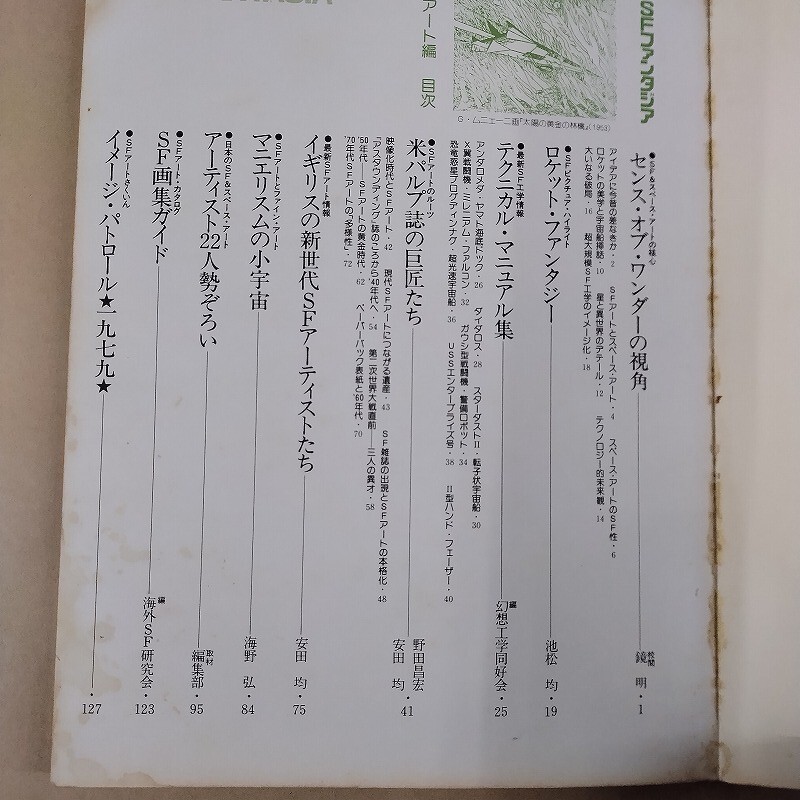 SFファンタジア
アート編 目次
G・ムニエーニ画『太陽の黄金の林檎』(1953)
●SF&スペース・アートの核心
センス・オブ・ワンダーの視角
校閲 鏡 明・1
アイデアに今昔の差なきか・2 SFアートとスペース・アート・4 スペース・アートのSF性・6
ロケットの美学と宇宙船挿話・10 星と異世界のデテール・12 テクノロジー的未来観・14
大いなる破局・16 超大規模SF工学のイメージ化・18
●SFピクチュア・ハイライト
ロケット・ファンタジー
池松 均・19
●最新SF工学情報
テクニカル・マニュアル集
編 幻想工学同好会・25
アンダロメダ・ヤマト海底ドック・26 ダイダロス・28 スターダストII・転子状宇宙船・30
X翼戦闘機・ミレニアム・ファルコン・32 ガウシ型戦闘機・警備ロボット・34
恐竜惑星プログディングナグ・超光速宇宙船・36 USSエンタープライズ号・38 II型ハンド・フェーザー・40
●SFアートのルーツ
米パルプ誌の巨匠たち
野田昌宏
安田 均・41
映像化時代とSFアート・42 現代SFアートにつながる遺産・43 SF雑誌の出現とSFアートの本格化・48
『アスタウンディング』誌のころから'40年代へ・54 第二次世界大戦直前——三人の異才・58
'50年代——SFアートの黄金時代・62 ペーパーバック表紙と'60年代・70
'70年代SFアートの"多様性"・72
●最新SFアート情報
イギリスの新世代SFアーティストたち
安田 均・75
●SFアートとファイン・アート
マニエリスムの小宇宙
海野 弘・84
●日本のSF&スペース・アート
アーティスト22人勢ぞろい
取材 編集部・95
●SFアート・カタログ
SF画集ガイド
編 海外SF研究会・123
●SFアートさくいん
イメージ・パトロール★一九七九★
・127